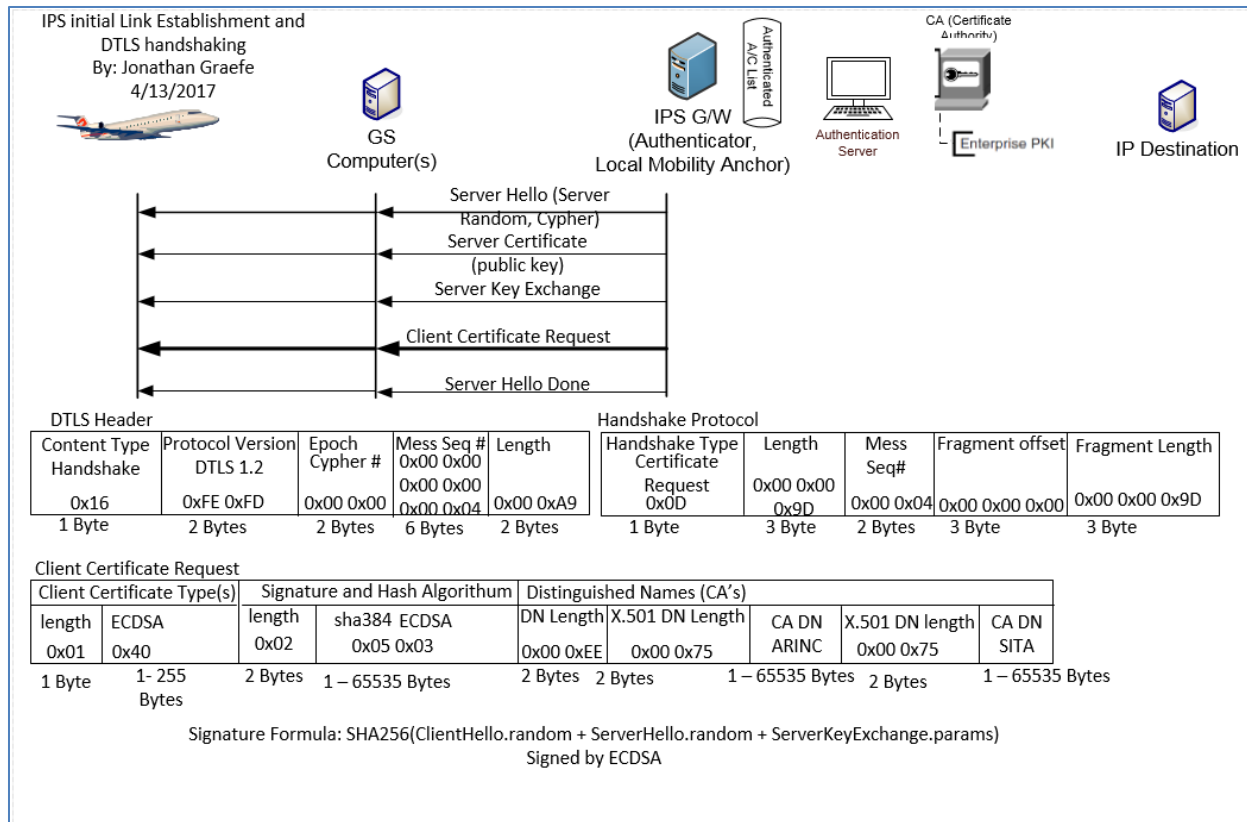 IPS initial Link Establishment and
DTLS handshaking
By: Jonathan Graefe
4/13/2017
GS
Computer(s)
IPS G/W
(Authenticator,
Local Mobility Anchor)
Authenticated
A/C List
Authentication
Server
CA (Certificate
Authority)
Enterprise PKI
IP Destination
Server Hello (Server
Random, Cypher)
Server Certificate
(public key)
Server Key Exchange
Client Certificate Request
Server Hello Done
DTLS Header
Content Type
Handshake
0x16
1 Byte
Protocol Version
DTLS 1.2
0xFE 0xFD
2 Bytes
Epoch
Cypher #
0x00 0x00
2 Bytes
Mess Seq #
0x00 0x00
0x00 0x00
0x00 0x04
6 Bytes
Length
0x00 0xA9
2 Bytes
Handshake Protocol
Handshake Type
Certificate
Request
0x0D
1 Byte
Length
0x00 0x00
0x9D
3 Byte
Mess
Seq#
0x00 0x04
2 Bytes
Fragment offset
0x00 0x00 0x00
3 Byte
Fragment Length
0x00 0x00 0x9D
3 Byte
Client Certificate Request
Client Certificate Type(s)
length
0x01
1 Byte
ECDSA
0x40
1- 255
Bytes
Signature and Hash Algorithum
length
0x02
2 Bytes
sha384 ECDSA
0x05 0x03
1 – 65535 Bytes
Distinguished Names (CA's)
DN Length
0x00 0xEE
2 Bytes
X.501 DN Length
0x00 0x75
2 Bytes
CA DN
ARINC
1 – 65535 Bytes
X.501 DN length
0x00 0x75
2 Bytes
CA DN
SITA
1 – 65535 Bytes
Signature Formula: SHA256(ClientHello.random + ServerHello.random + ServerKeyExchange.params)
Signed by ECDSA